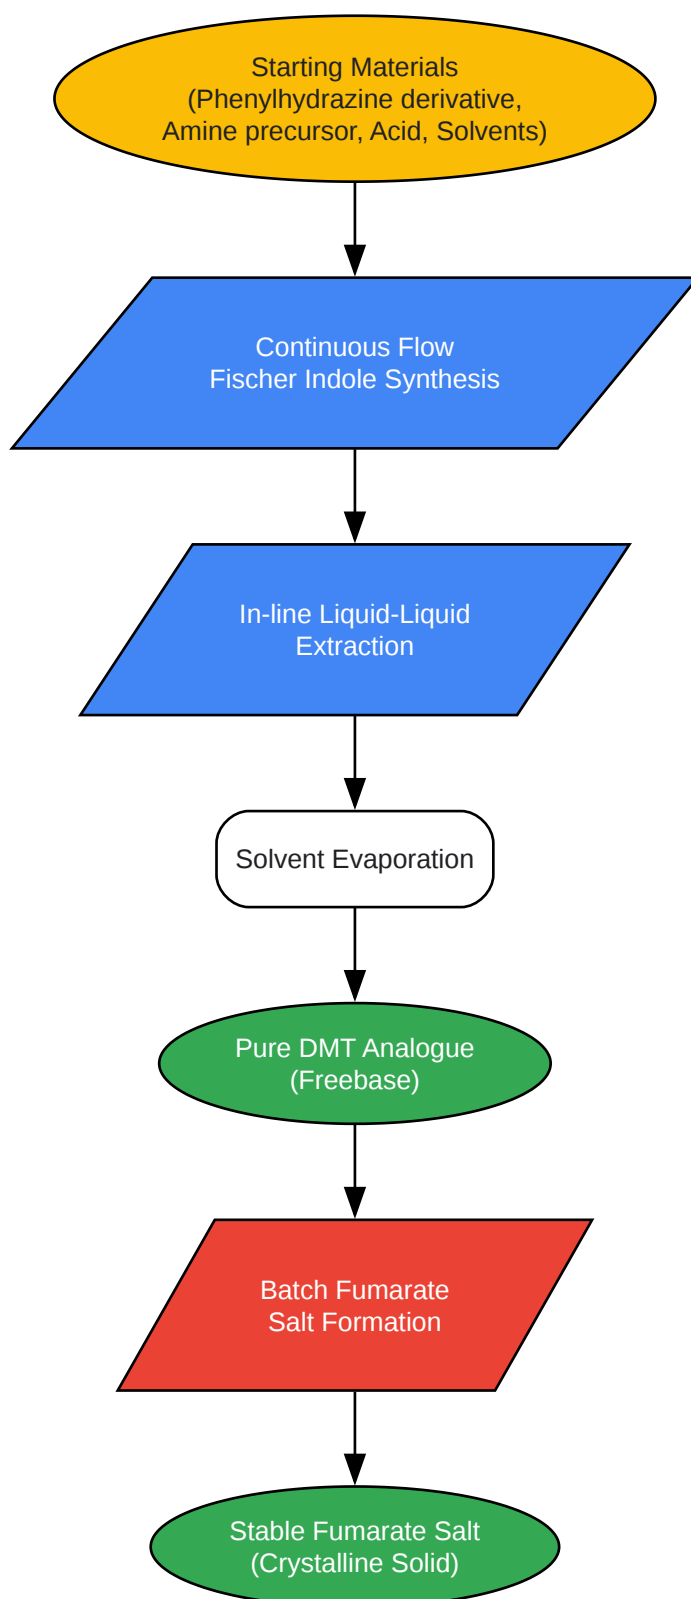 Starting Materials
(Phenylhydrazine derivative,
Amine precursor, Acid, Solvents)
Continuous Flow
Fischer Indole Synthesis
In-line Liquid-Liquid
Extraction
Solvent Evaporation
Pure DMT Analogue
(Freebase)
Batch Fumarate
Salt Formation
Stable Fumarate Salt
(Crystalline Solid)